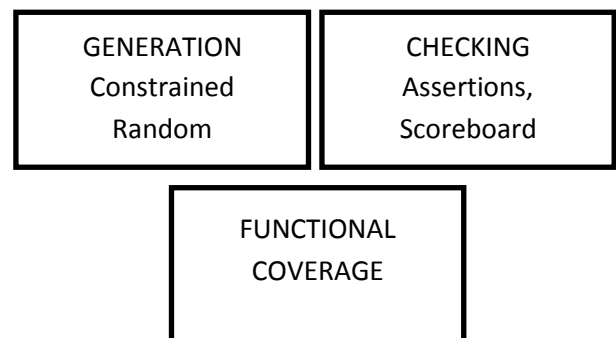 GENERATION
Constrained
Random
CHECKING
Assertions,
Scoreboard
FUNCTIONAL
COVERAGE